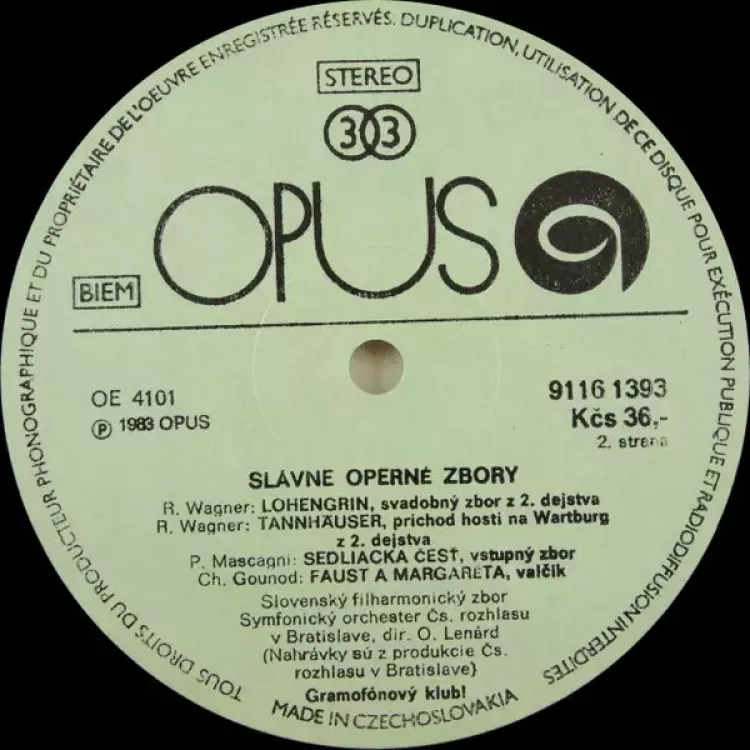 TOUS DROITS DU PRODUCTEUR PHONOGRAPHIQUE ET DU PROPRIÉTAIRE DE L'OEUVRE ENREGISTRÉE RÉSERVÉS. DUPLICATION, UTILISATION DE CE DISQUE POUR EXÉCUTION PUBLIQUE ET RADIODIFFUSION INTERDITES
STEREO
33
OPUS
BIEM
OE 4101
Ⓟ 1983 OPUS
9116 1393
Kčs 36,-
2. strana
SLÁVNE OPERNÉ ZBORY
R. Wagner: LOHENGRIN, svadobný zbor z 2. dejstva
R. Wagner: TANNHÄUSER, príchod hostí na Wartburg
z 2. dejstva
P. Mascagni: SEDLIACKA ČESŤ, vstupný zbor
Ch. Gounod: FAUST A MARGARÉTA, valčík
Slovenský filharmonický zbor
Symfonický orchester Čs. rozhlasu
v Bratislave, dir. O. Lenárd
(Nahrávky sú z produkcie Čs.
rozhlasu v Bratislave)
Gramofónový klub!
MADE IN CZECHOSLOVAKIA